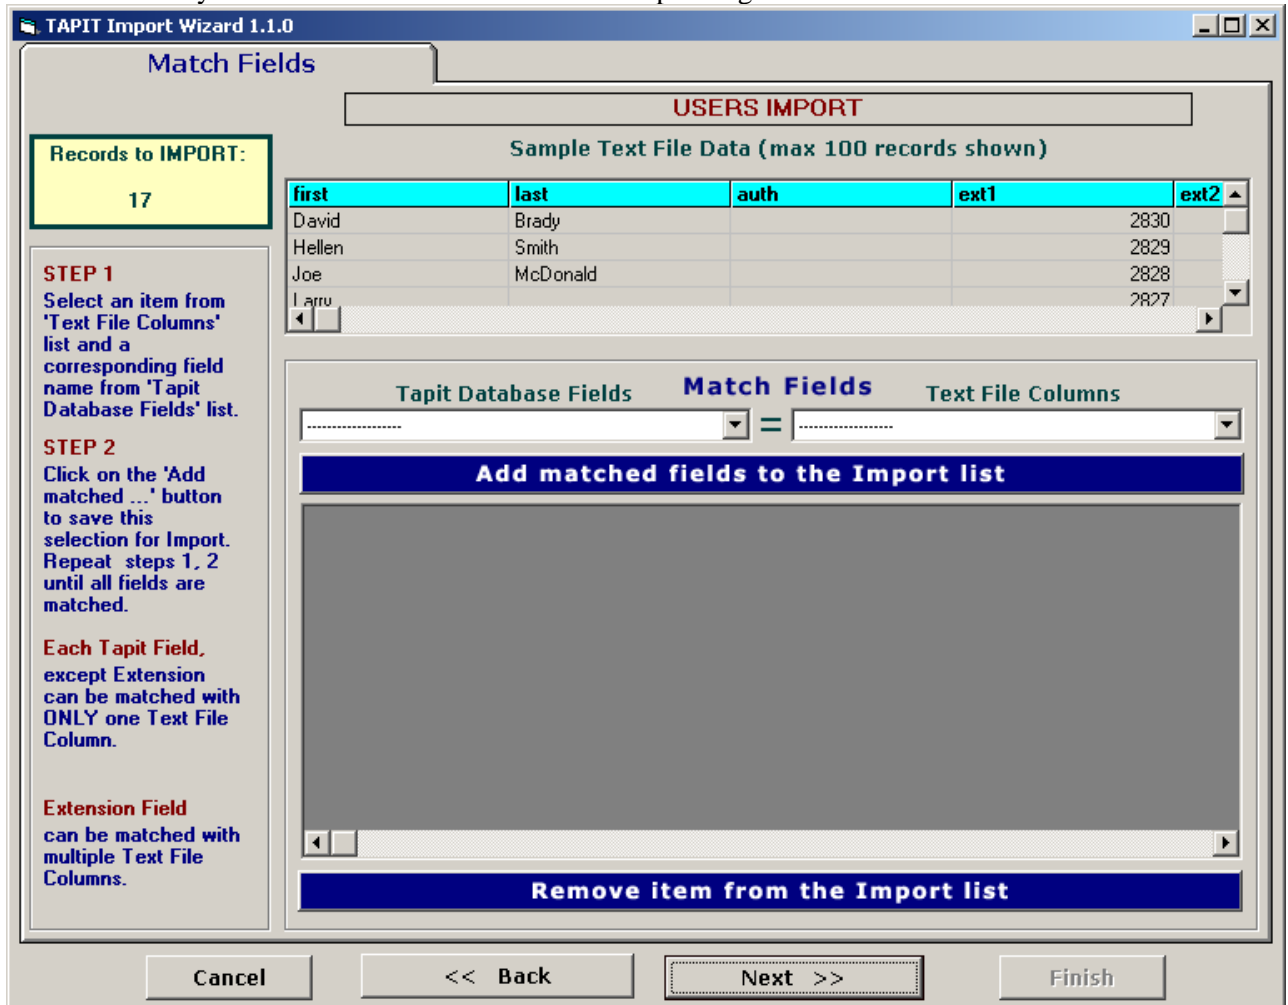 TAPIT Import Wizard 1.1.0
Match Fields
USERS IMPORT
Records to IMPORT:
17
Sample Text File Data (max 100 records shown)
first last auth ext1 ext2
David Brady 2830
Hellen Smith 2829
Joe McDonald 2828
Larry 2827
STEP 1
Select an item from
'Text File Columns'
list and a
corresponding field
name from 'Tapit
Database Fields' list.
STEP 2
Click on the 'Add
matched ...' button
to save this
selection for Import.
Repeat steps 1, 2
until all fields are
matched.
Each Tapit Field,
except Extension
can be matched with
ONLY one Text File
Column.
Extension Field
can be matched with
multiple Text File
Columns.
Match Fields
Tapit Database Fields Text File Columns
------------------- = -------------------
Add matched fields to the Import list
Remove item from the Import list
Cancel
<< Back
Next >>
Finish